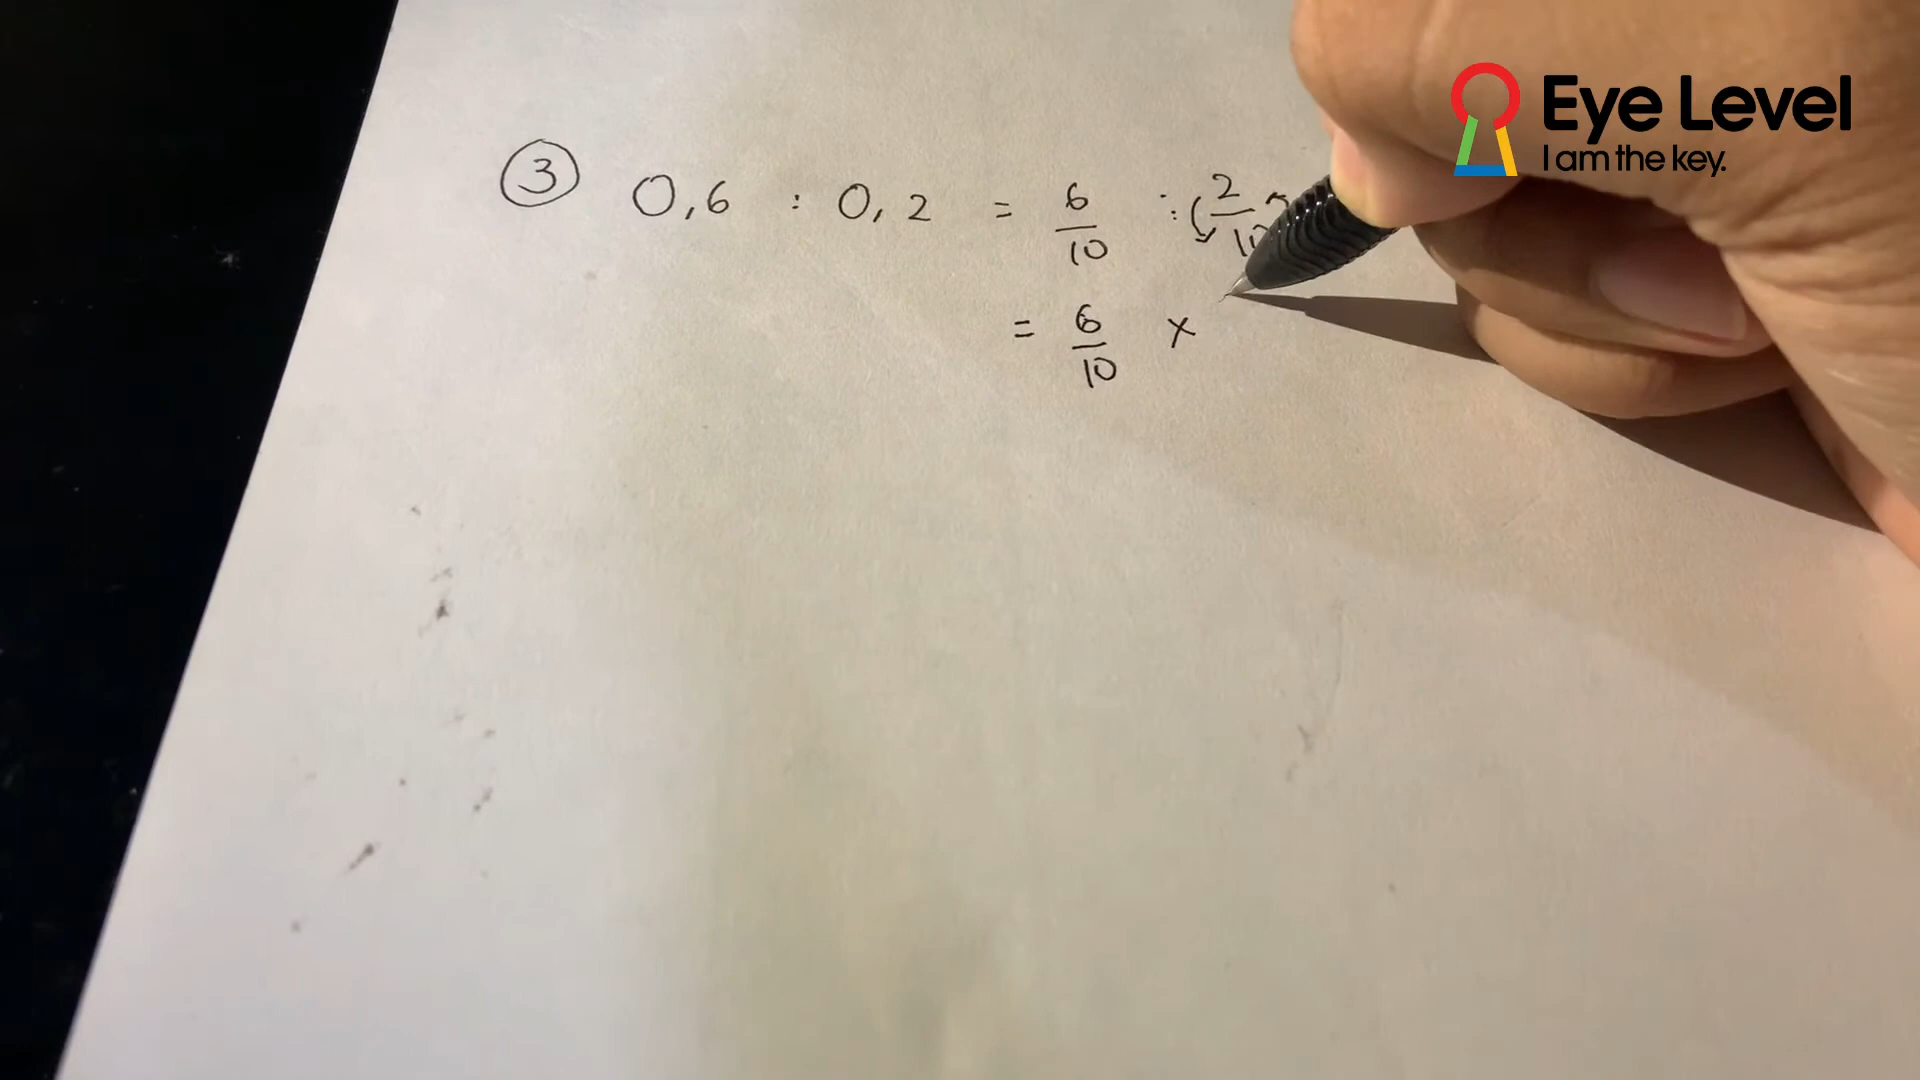 Eye Level
I am the key.
③ 0,6 : 0,2 = 6/10 : 2/10
= 6/10 ×